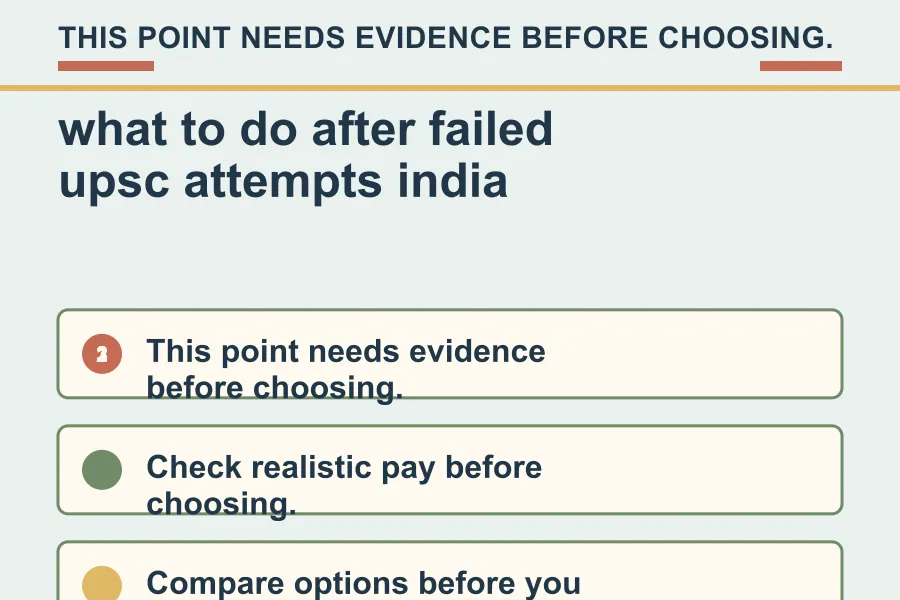 THIS POINT NEEDS EVIDENCE BEFORE CHOOSING.
what to do after failed
upsc attempts india
This point needs evidence
before choosing.
Check realistic pay before
choosing.
Compare options before you